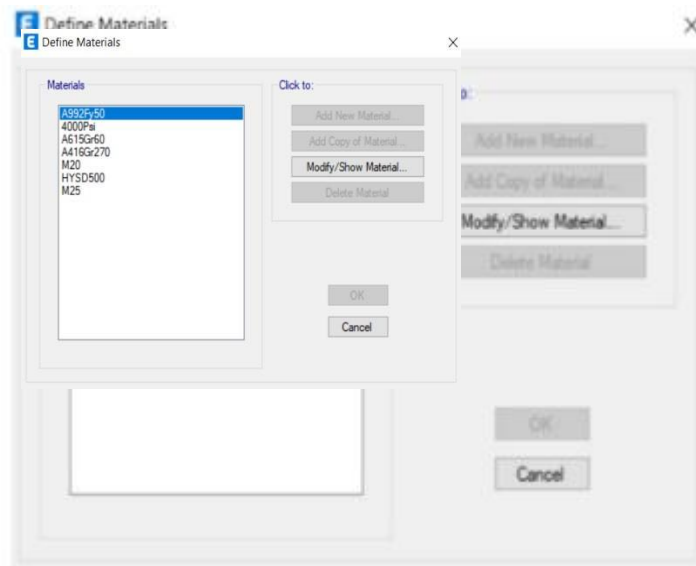 Define Materials
E Define Materials
Materials
A992Fy50
4000Psi
A615Gr60
A416Gr270
M20
HYSD500
M25
Click to:
Add New Material...
Add Copy of Material...
Modify/Show Material...
Delete Material
OK
Cancel
o:
Add New Material...
Add Copy of Material...
Modify/Show Material...
Delete Material
OK
Cancel